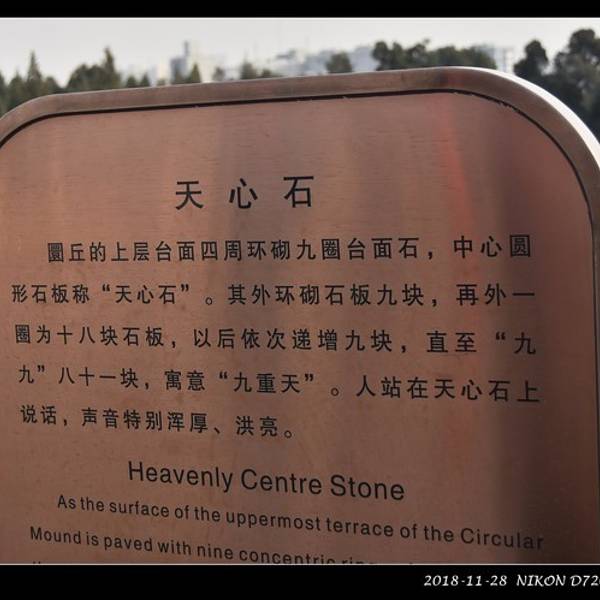 天心石
圜丘的上层台面四周环砌九圈台面石，中心圆
形石板称“天心石”。其外环砌石板九块，再外一
圈为十八块石板，以后依次递增九块，直至“九
九”八十一块，寓意“九重天”。人站在天心石上
说话，声音特别浑厚、洪亮。
Heavenly Centre Stone
As the surface of the uppermost terrace of the Circular
Mound is paved with nine concentric
2018-11-28 NIKON D72